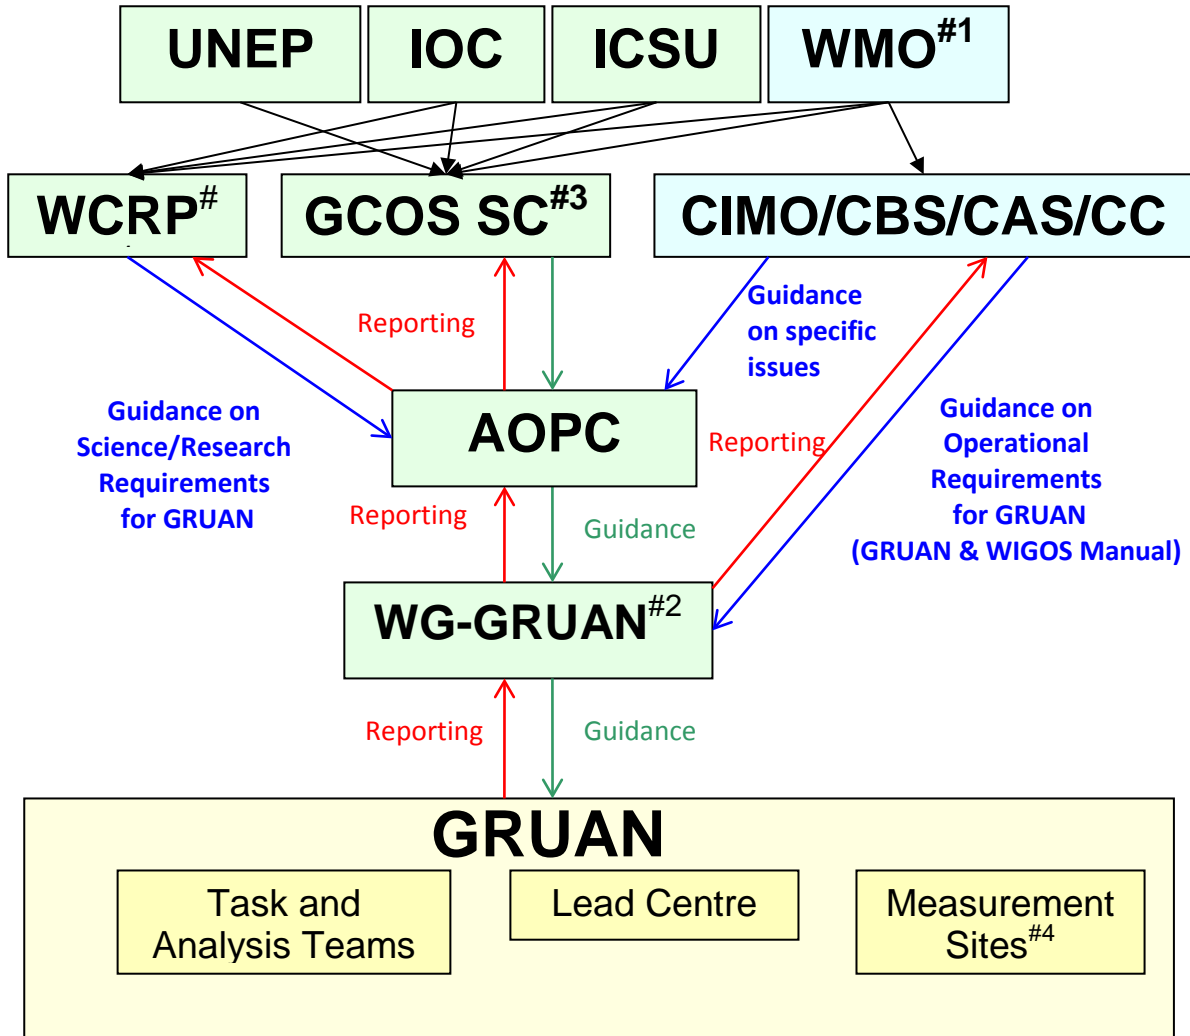 UNEP
IOC
ICSU
WMO#1
WCRP#
GCOS SC#3
CIMO/CBS/CAS/CC
Reporting
Guidance
on specific
issues
Guidance on
Science/Research
Requirements
for GRUAN
AOPC
Reporting
Guidance on
Operational
Requirements
for GRUAN
(GRUAN & WIGOS Manual)
Reporting
Guidance
WG-GRUAN#2
Reporting
Guidance
GRUAN
Task and
Analysis Teams
Lead Centre
Measurement
Sites#4